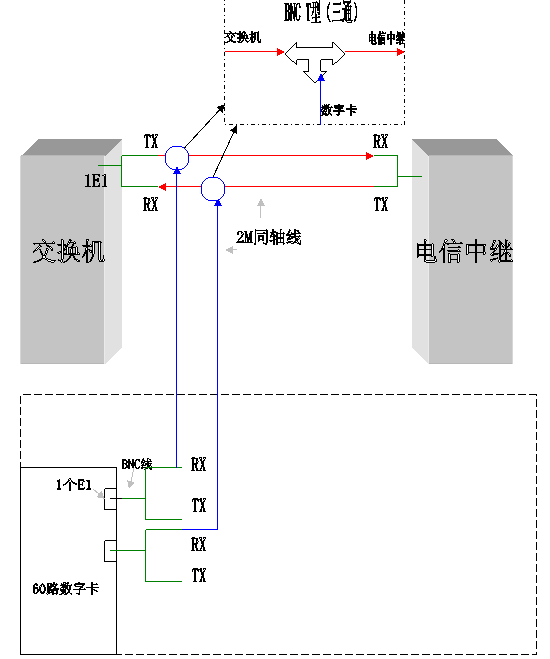 BNC T型(三通)
交换机
电信中继
数字卡
TX
RX
1E1
RX
TX
2M同轴线
交换机
电信中继
BNC线
RX
1个E1
TX
RX
60路数字卡
TX